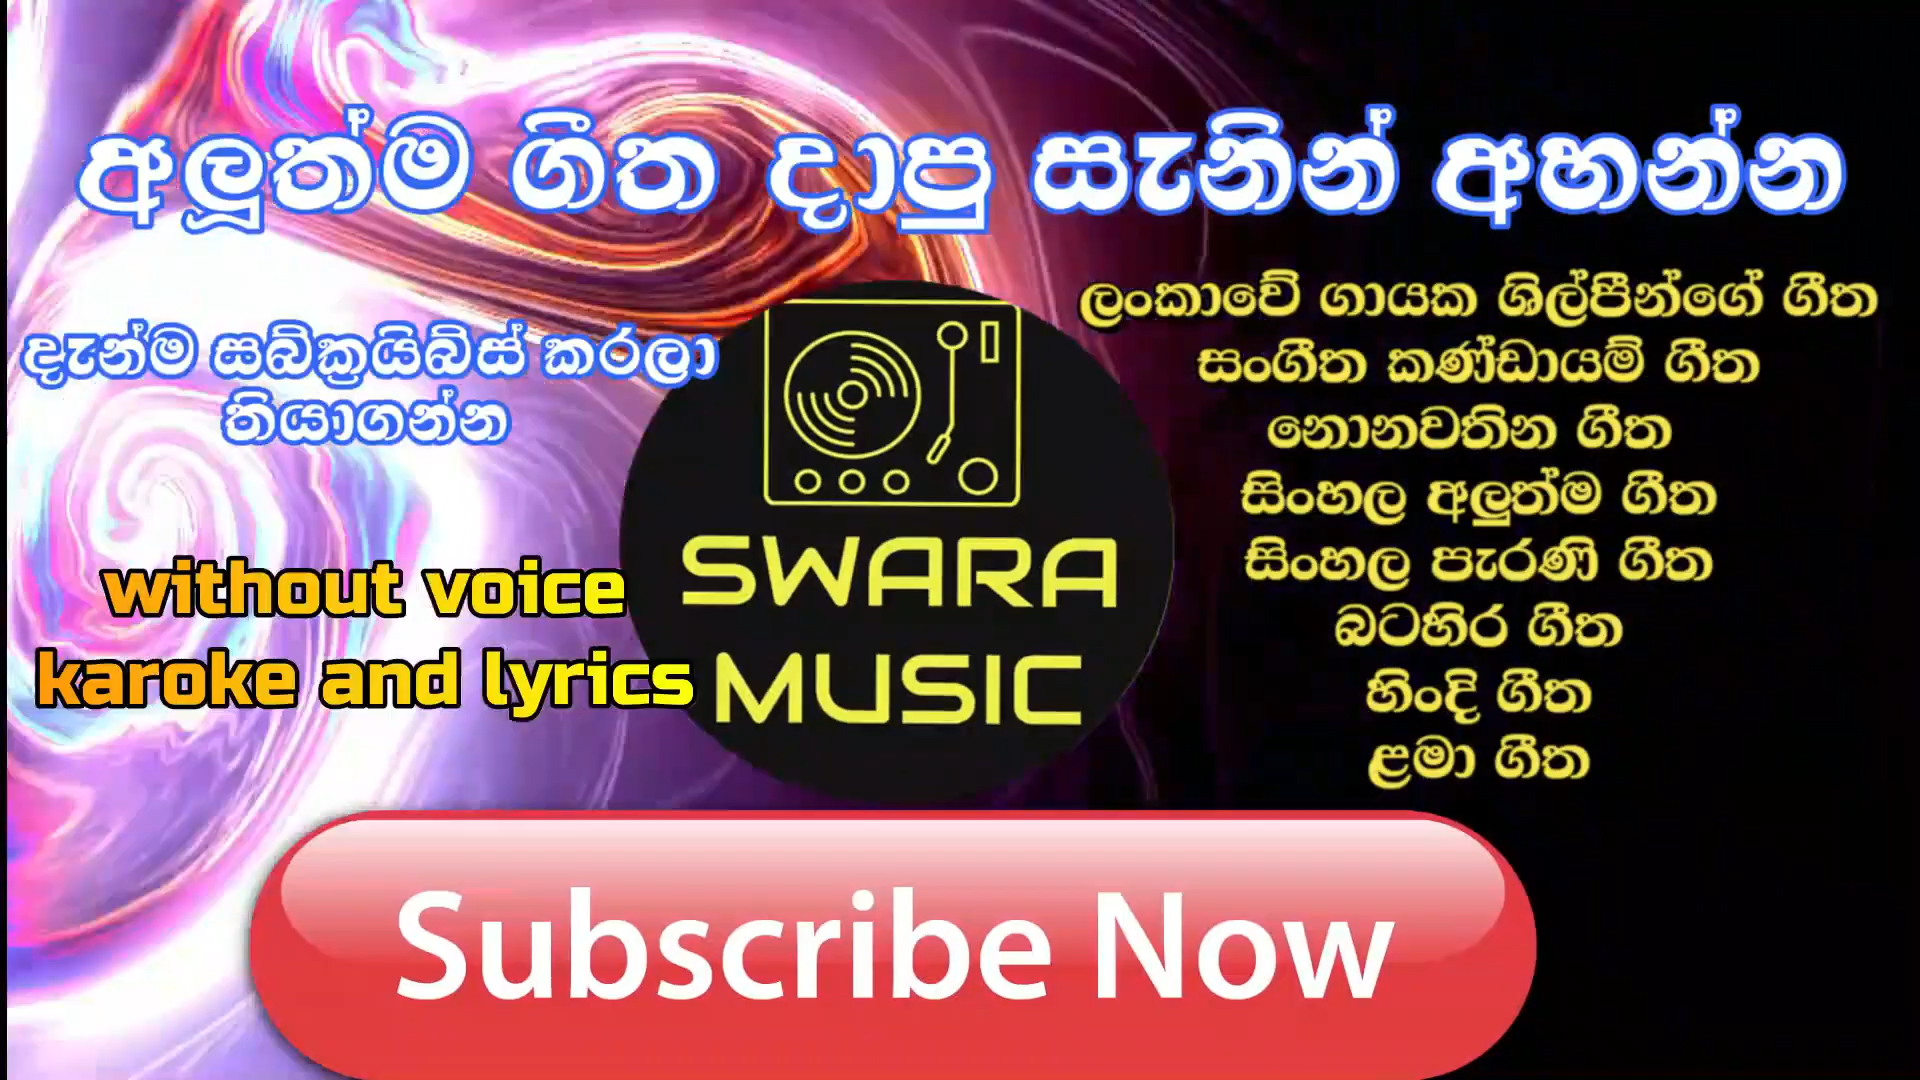 අලුත්ම ගීත දාපු සැනින් අහන්න
දැන්ම සබ්ක්‍රයිබ්ස් කරලා
තියාගන්න
without voice
karoke and lyrics
SWARA
MUSIC
ලංකාවේ ගායක ශිල්පීන්ගේ ගීත
සංගීත කණ්ඩායම් ගීත
නොනවතින ගීත
සිංහල අලුත්ම ගීත
සිංහල පැරණි ගීත
බටහිර ගීත
හිංදි ගීත
ළමා ගීත
Subscribe Now